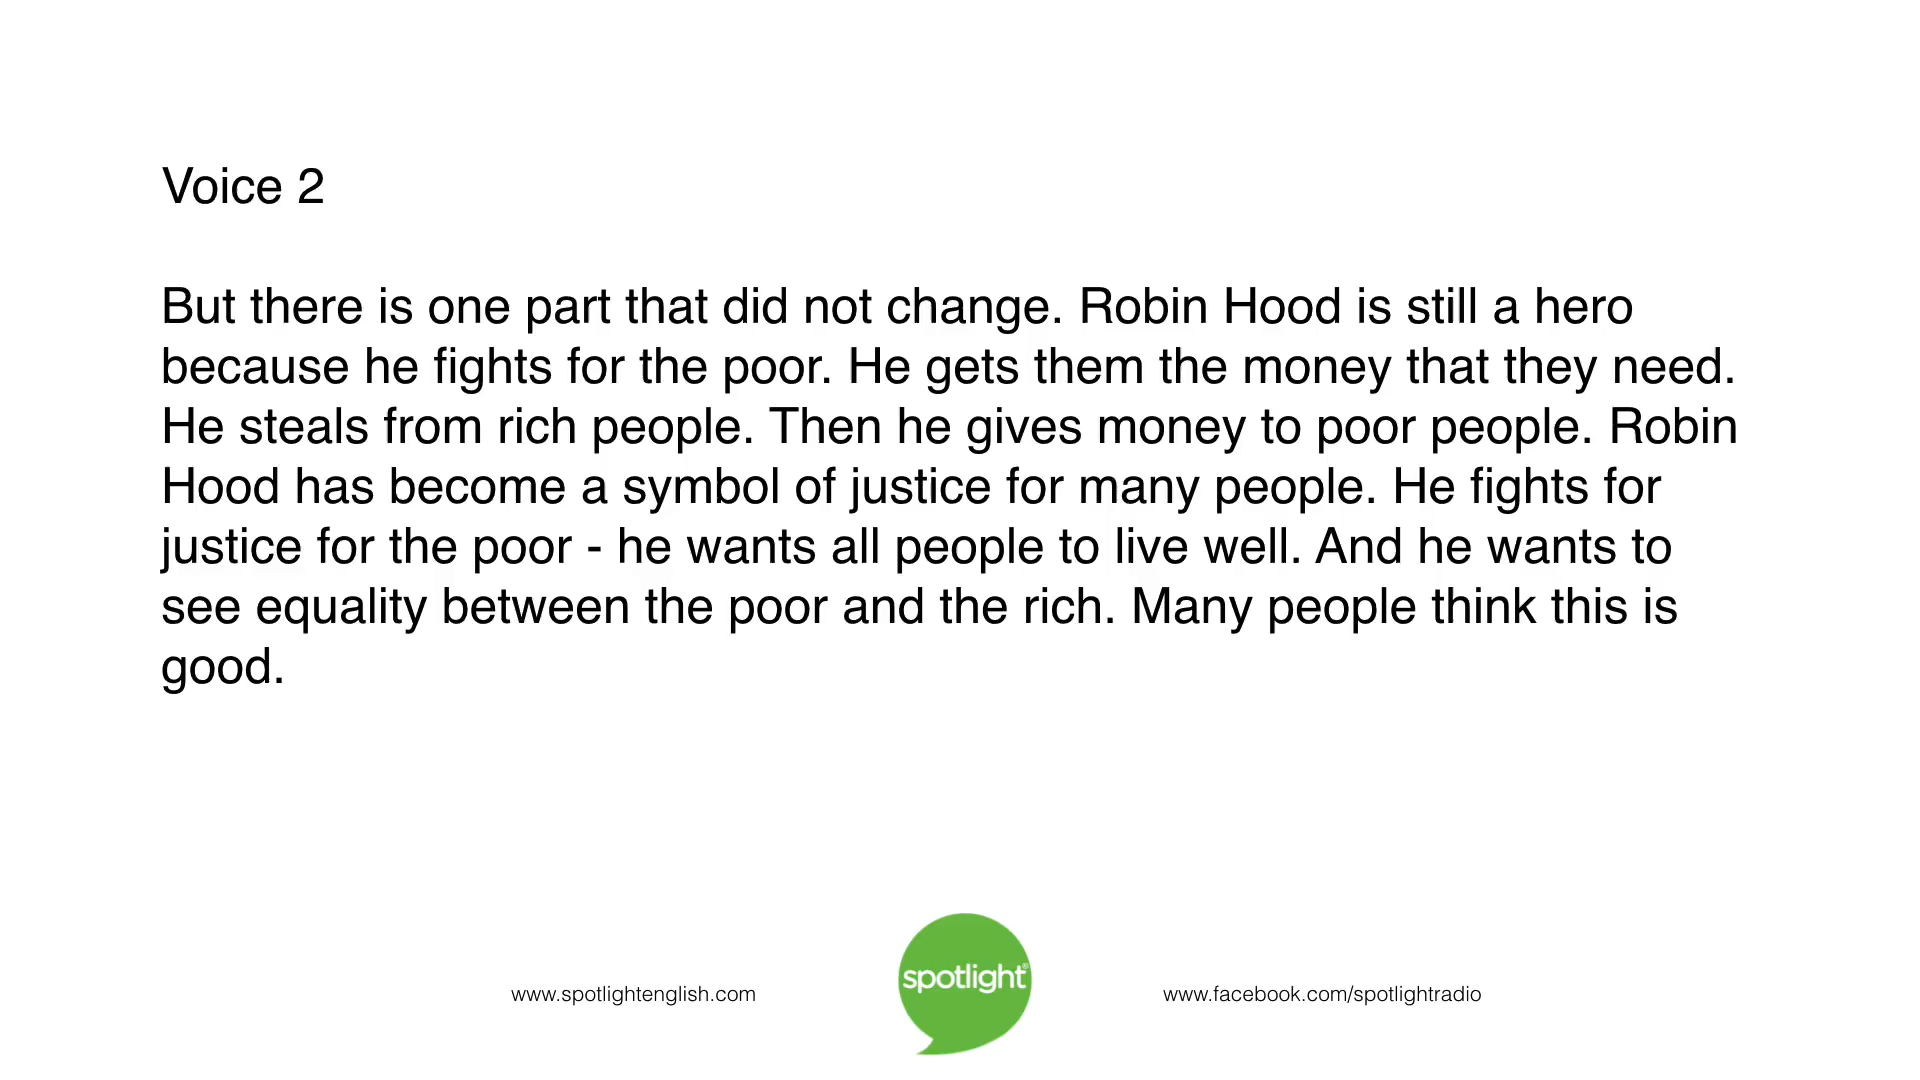 Voice 2
But there is one part that did not change. Robin Hood is still a hero
because he fights for the poor. He gets them the money that they need.
He steals from rich people. Then he gives money to poor people. Robin
Hood has become a symbol of justice for many people. He fights for
justice for the poor - he wants all people to live well. And he wants to
see equality between the poor and the rich. Many people think this is
good.
www.spotlightenglish.com
spotlight®
www.facebook.com/spotlightradio